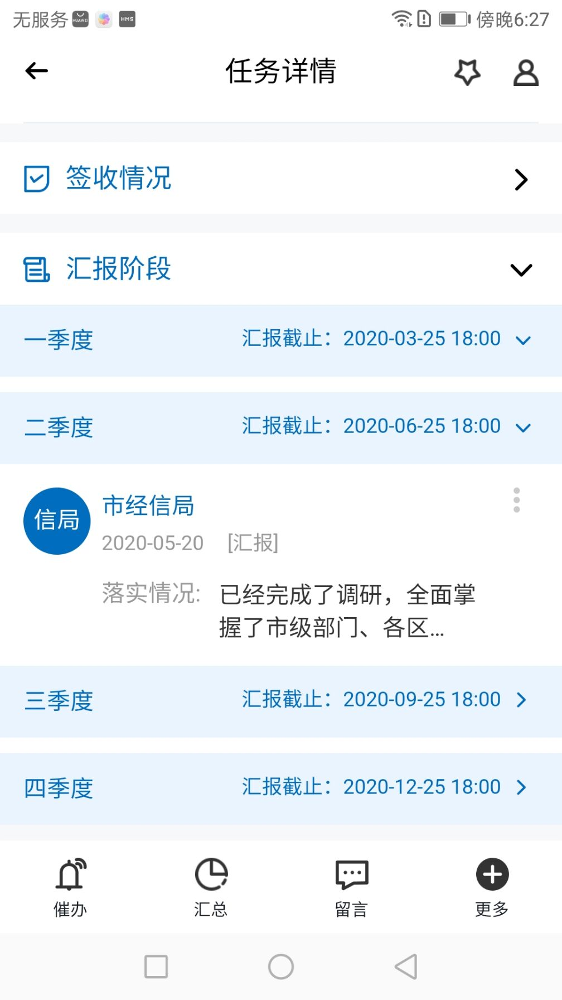 无服务 HUAWEI HMS 傍晚6:27
任务详情
签收情况
汇报阶段
一季度 汇报截止：2020-03-25 18:00
二季度 汇报截止：2020-06-25 18:00
信局 市经信局
2020-05-20 [汇报]
落实情况: 已经完成了调研，全面掌
握了市级部门、各区...
三季度 汇报截止：2020-09-25 18:00
四季度 汇报截止：2020-12-25 18:00
催办 汇总 留言 更多